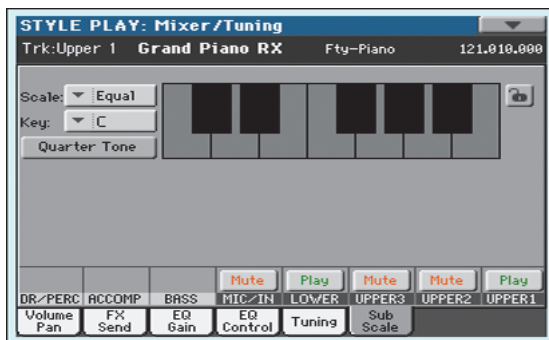 STYLE PLAY: Mixer/Tuning
Trk:Upper 1 Grand Piano RX Fty-Piano 121.010.000
Scale: Equal
Key: C
Quarter Tone
Mute Play Mute Mute Play
DR/PERC ACCOMP BASS MIC/IN LOWER UPPER3 UPPER2 UPPER1
Volume Pan FX Send EQ Gain EQ Control Tuning Sub Scale